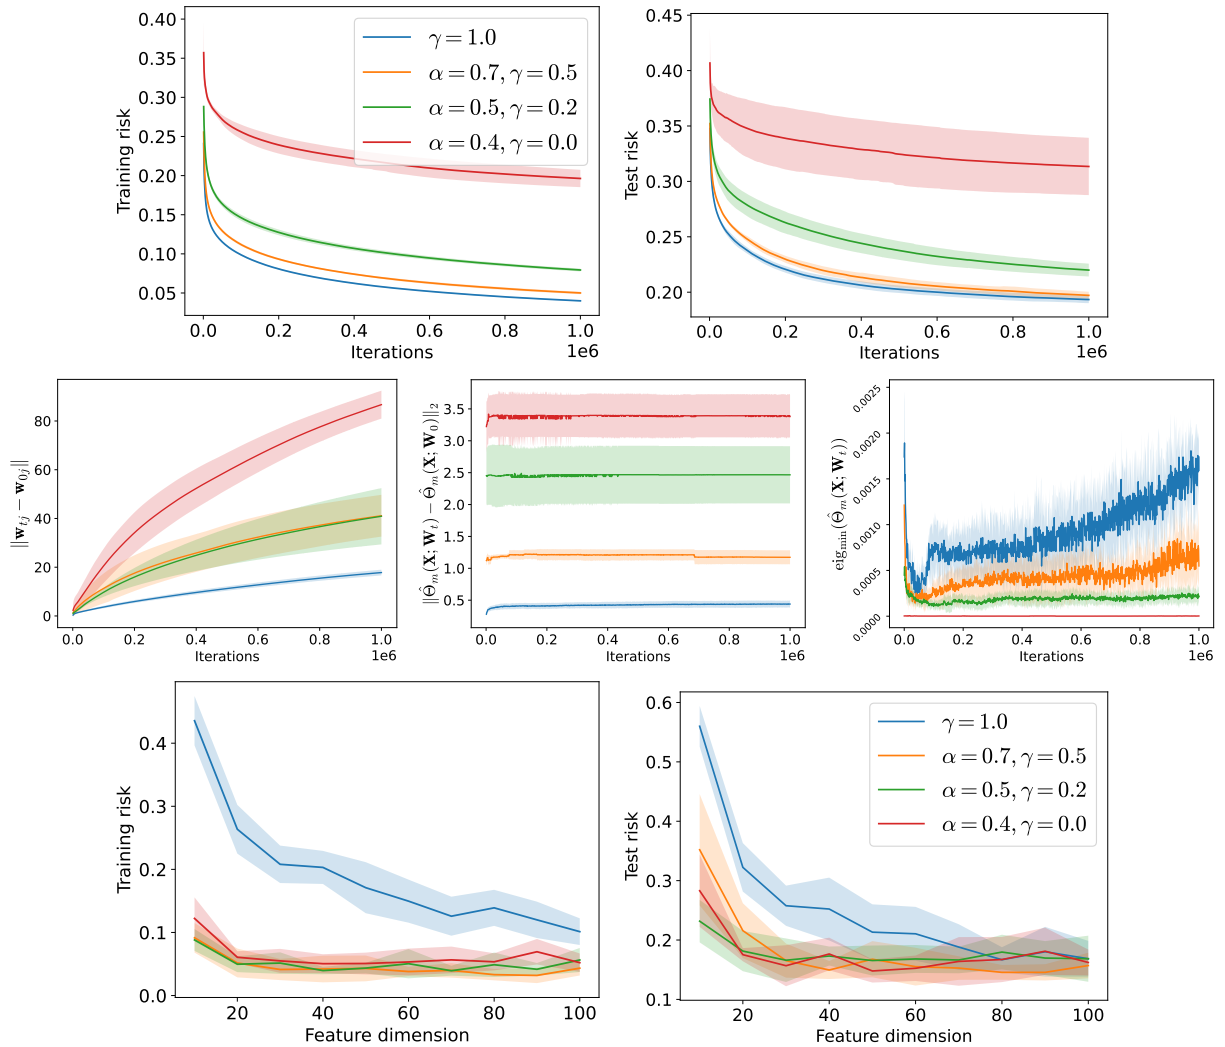 0.40
0.35
0.30
0.25
0.20
0.15
0.10
0.05
Training risk
γ = 1.0
α = 0.7, γ = 0.5
α = 0.5, γ = 0.2
α = 0.4, γ = 0.0
0.0 0.2 0.4 0.6 0.8 1.0
Iterations
1e6
0.45
0.40
0.35
0.30
0.25
0.20
Test risk
0.0 0.2 0.4 0.6 0.8 1.0
Iterations
1e6
80
60
40
20
0
||w_{tj} − w_{0j}||
0.0 0.2 0.4 0.6 0.8 1.0
Iterations
1e6
3.5
3.0
2.5
2.0
1.5
1.0
0.5
||Θ̂_m(X; W_t) − Θ̂_m(X; W_0)||_2
0.0 0.2 0.4 0.6 0.8 1.0
Iterations
1e6
0.0025
0.0020
0.0015
0.0010
0.0005
0.0000
eig_min(Θ̂_m(X; W_t))
0.0 0.2 0.4 0.6 0.8 1.0
Iterations
1e6
0.4
0.3
0.2
0.1
0.0
Training risk
20 40 60 80 100
Feature dimension
0.6
0.5
0.4
0.3
0.2
0.1
Test risk
γ = 1.0
α = 0.7, γ = 0.5
α = 0.5, γ = 0.2
α = 0.4, γ = 0.0
20 40 60 80 100
Feature dimension